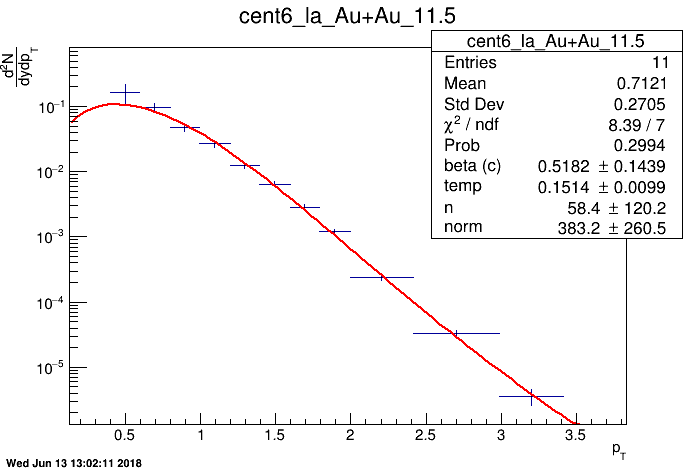 cent6_la_Au+Au_11.5
d²N
dydp_T
cent6_la_Au+Au_11.5
Entries 11
Mean 0.7121
Std Dev 0.2705
χ² / ndf 8.39 / 7
Prob 0.2994
beta (c) 0.5182 ± 0.1439
temp 0.1514 ± 0.0099
n 58.4 ± 120.2
norm 383.2 ± 260.5
10⁻¹
10⁻²
10⁻³
10⁻⁴
10⁻⁵
0.5 1 1.5 2 2.5 3 3.5
p_T
Wed Jun 13 13:02:11 2018